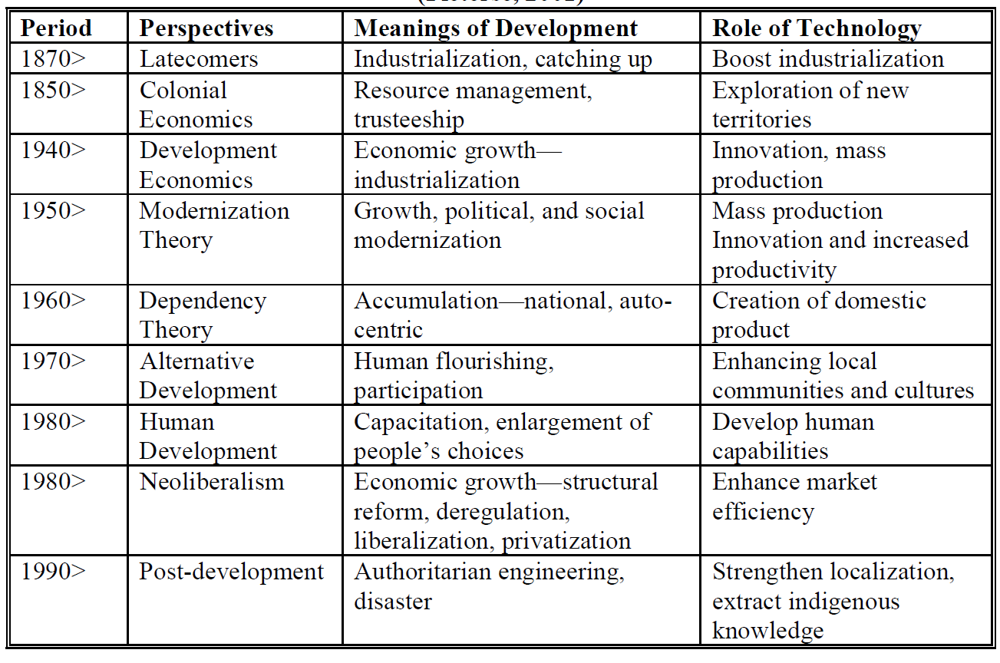 Period Perspectives Meanings of Development Role of Technology
1870> Latecomers Industrialization, catching up Boost industrialization
1850> Colonial Resource management, Exploration of new
Economics trusteeship territories
1940> Development Economic growth— Innovation, mass
Economics industrialization production
1950> Modernization Growth, political, and social Mass production
Theory modernization Innovation and increased
productivity
1960> Dependency Accumulation—national, auto- Creation of domestic
Theory centric product
1970> Alternative Human flourishing, Enhancing local
Development participation communities and cultures
1980> Human Capacitation, enlargement of Develop human
Development people’s choices capabilities
1980> Neoliberalism Economic growth—structural Enhance market
reform, deregulation, efficiency
liberalization, privatization
1990> Post-development Authoritarian engineering, Strengthen localization,
disaster extract indigenous
knowledge